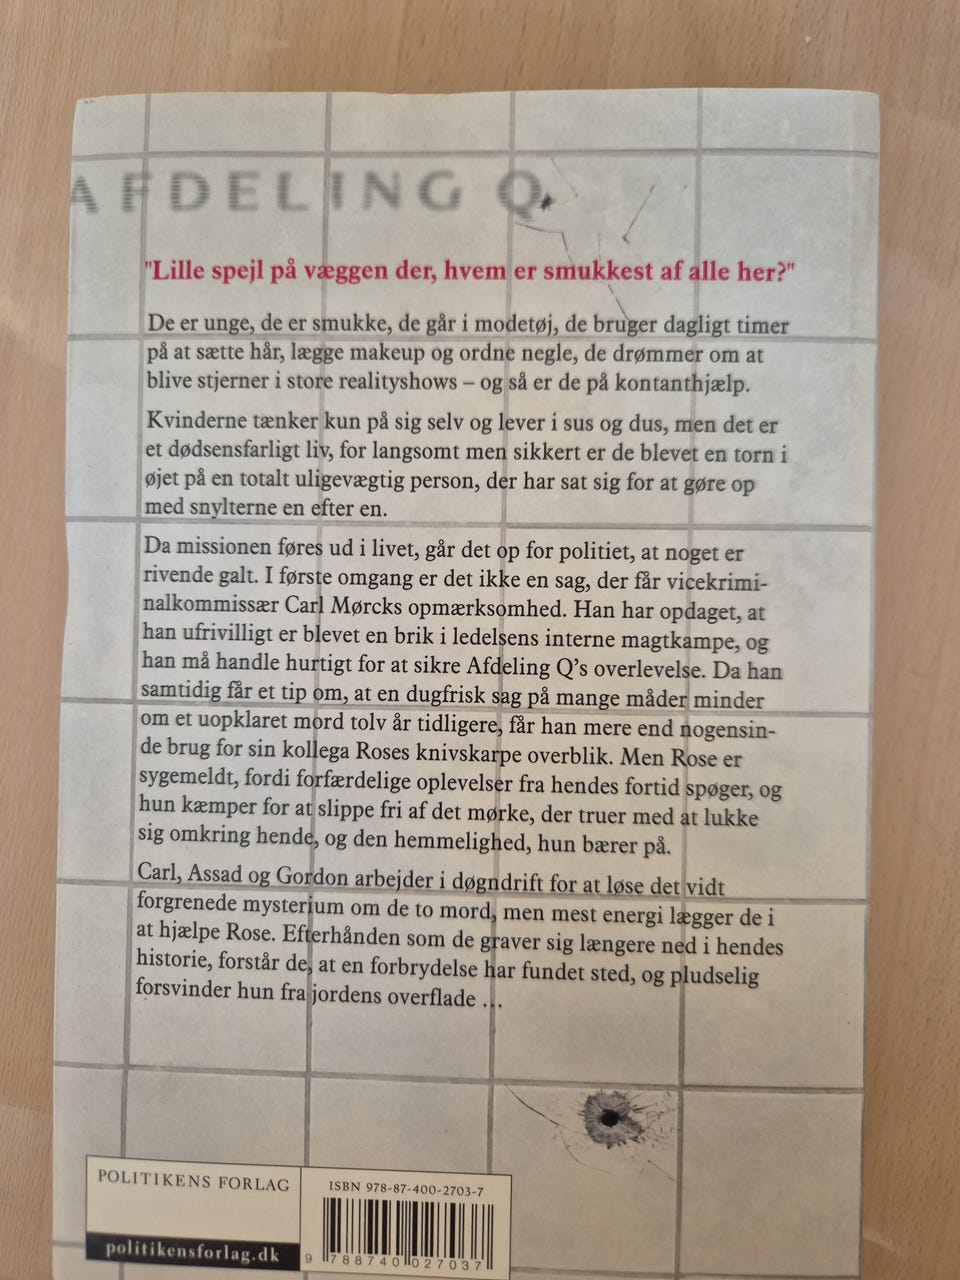 AFDELING Q
"Lille spejl på væggen der, hvem er smukkest af alle her?"
De er unge, de er smukke, de går i modetøj, de bruger dagligt timer
på at sætte hår, lægge makeup og ordne negle, de drømmer om at
blive stjerner i store realityshows – og så er de på kontanthjælp.
Kvinderne tænker kun på sig selv og lever i sus og dus, men det er
et dødsensfarligt liv, for langsomt men sikkert er de blevet en torn i
øjet på en totalt uligevægtig person, der har sat sig for at gøre op
med snylterne en efter en.
Da missionen føres ud i livet, går det op for politiet, at noget er
rivende galt. I første omgang er det ikke en sag, der får vicekrimi-
nalkommissær Carl Mørcks opmærksomhed. Han har opdaget, at
han ufrivilligt er blevet en brik i ledelsens interne magtkampe, og
han må handle hurtigt for at sikre Afdeling Q's overlevelse. Da han
samtidig får et tip om, at en dugfrisk sag på mange måder minder
om et uopklaret mord tolv år tidligere, får han mere end nogensin-
de brug for sin kollega Roses knivskarpe overblik. Men Rose er
sygemeldt, fordi forfærdelige oplevelser fra hendes fortid spøger, og
hun kæmper for at slippe fri af det mørke, der truer med at lukke
sig omkring hende, og den hemmelighed, hun bærer på.
Carl, Assad og Gordon arbejder i døgndrift for at løse det vidt
forgrenede mysterium om de to mord, men mest energi lægger de i
at hjælpe Rose. Efterhånden som de graver sig længere ned i hendes
historie, forstår de, at en forbrydelse har fundet sted, og pludselig
forsvinder hun fra jordens overflade ...
POLITIKENS FORLAG
politikensforlag.dk
ISBN 978-87-400-2703-7
9 788740 027037